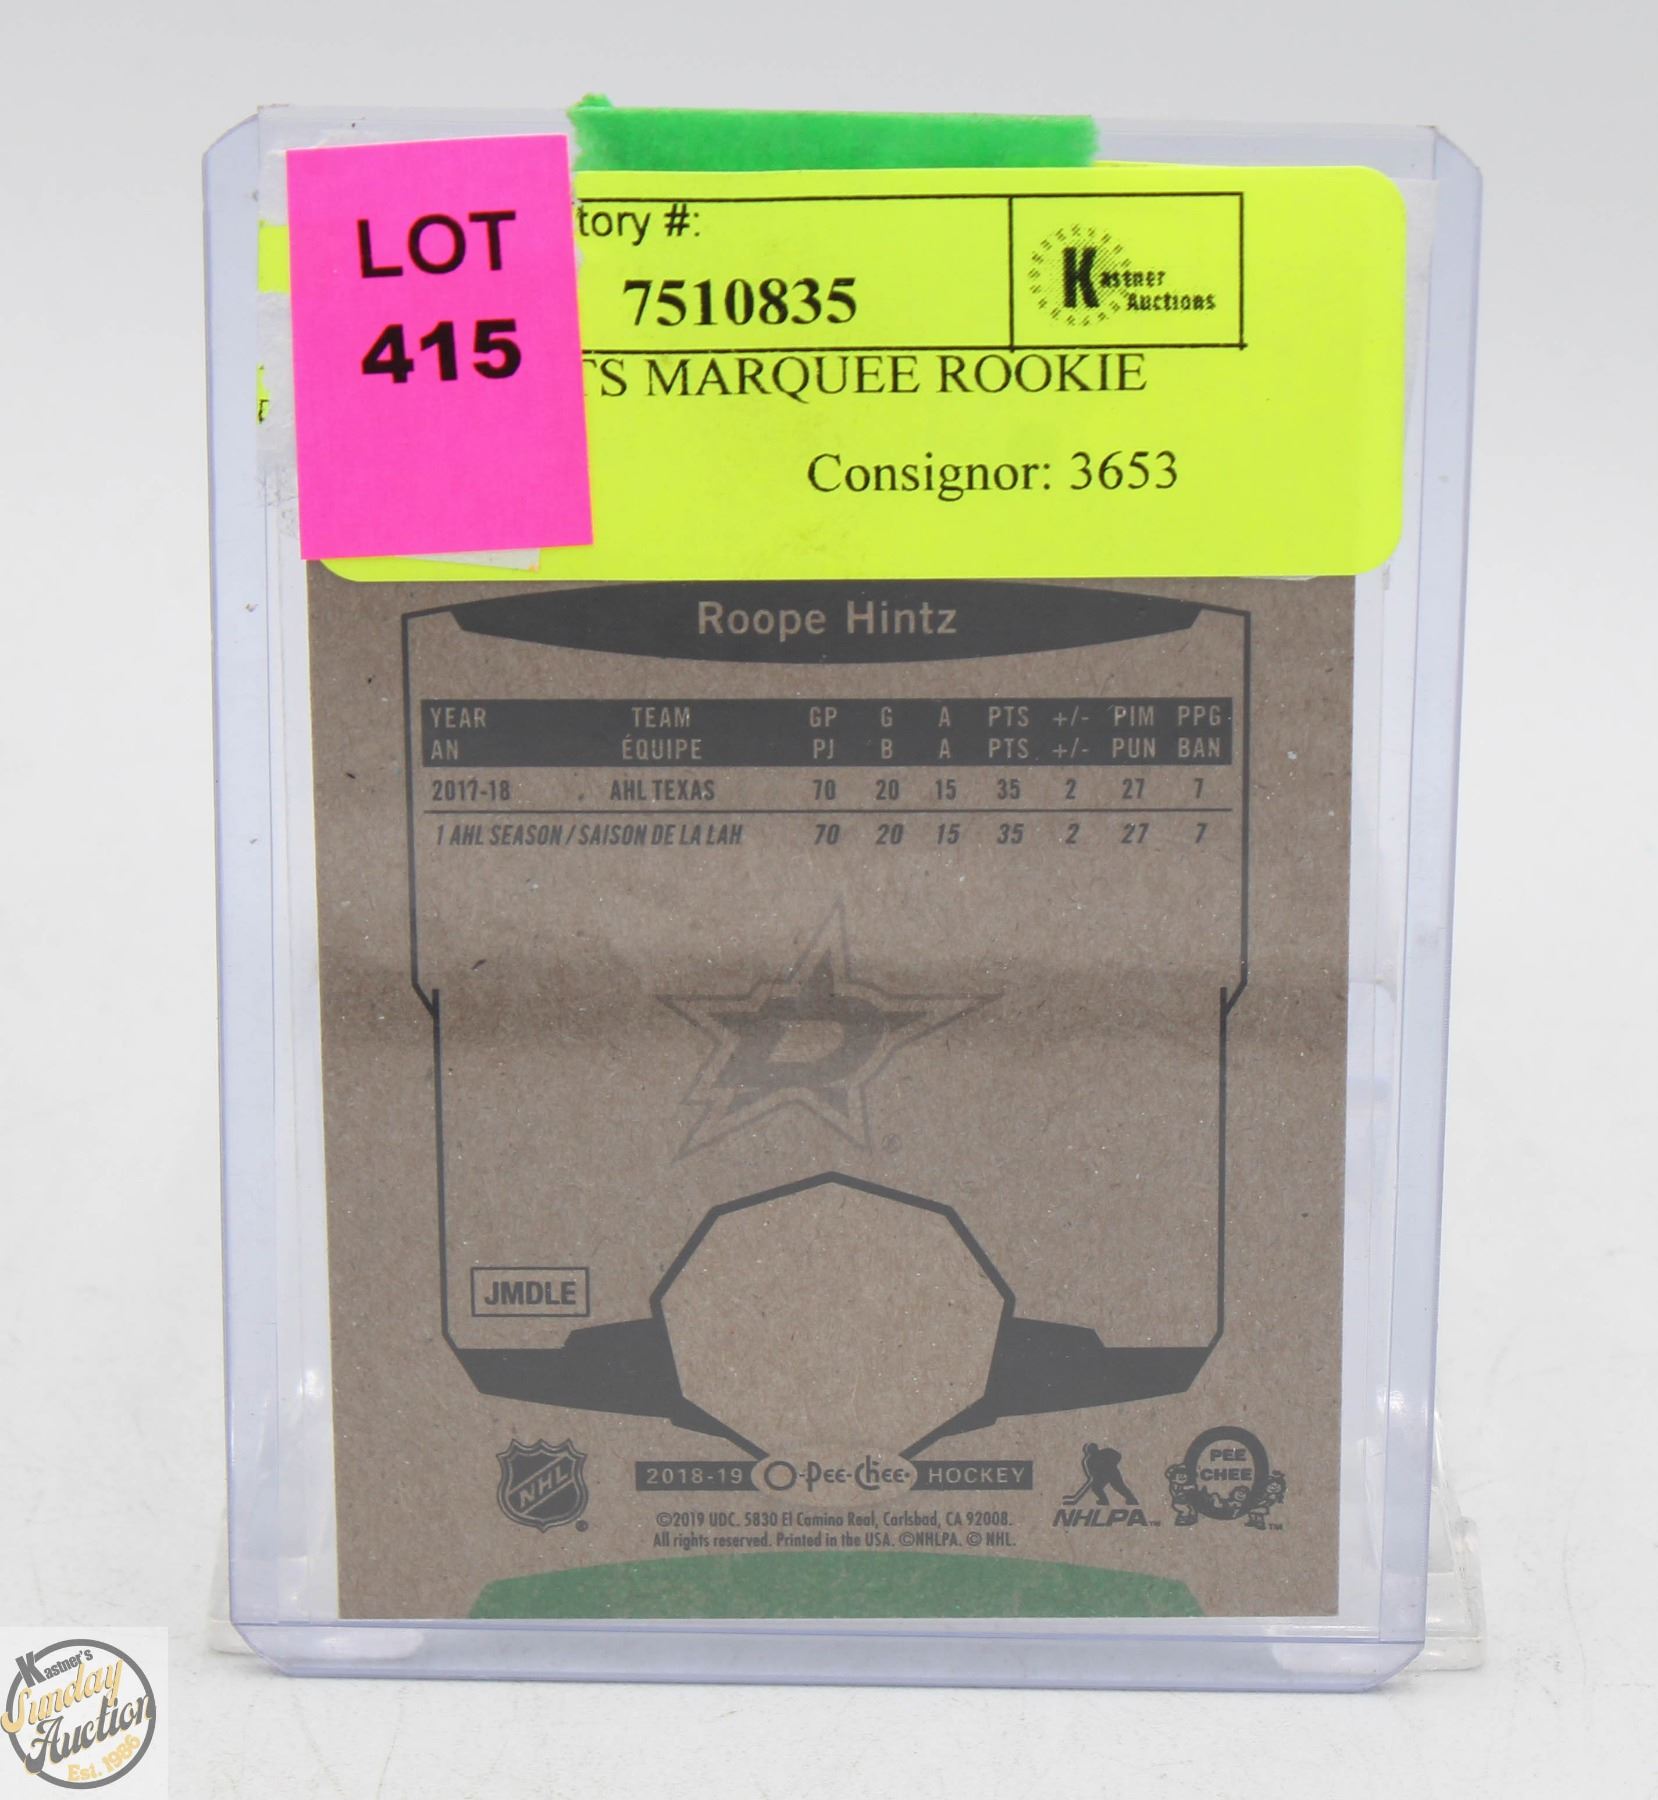 LOT
415
tory #:
7510835
Kastner
Auctions
TS MARQUEE ROOKIE
Consignor: 3653
Roope Hintz
YEAR TEAM GP G A PTS +/- PIM PPG
AN ÉQUIPE PJ B A PTS +/- PUN BAN
2017-18 AHL TEXAS 70 20 15 35 2 27 7
1 AHL SEASON / SAISON DE LA LAH 70 20 15 35 2 27 7
D
®
JMDLE
NHL
®
2018-19 O-Pee-Chee HOCKEY
©2019 UDC. 5830 El Camino Real, Carlsbad, CA 92008.
All rights reserved. Printed in the USA. ©NHLPA. © NHL.
NHLPA™
O
PEE
CHEE
™
Kastner's
Sunday
Auction
Est. 1986